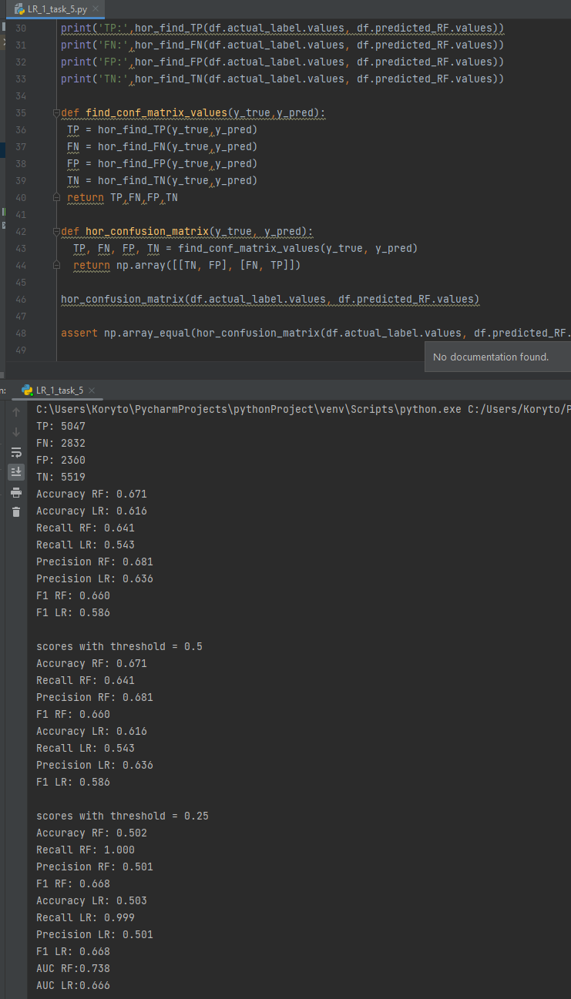 LR_1_task_5.py
30 print('TP:',hor_find_TP(df.actual_label.values, df.predicted_RF.values))
31 print('FN:',hor_find_FN(df.actual_label.values, df.predicted_RF.values))
32 print('FP:',hor_find_FP(df.actual_label.values, df.predicted_RF.values))
33 print('TN:',hor_find_TN(df.actual_label.values, df.predicted_RF.values))
34
35 def find_conf_matrix_values(y_true,y_pred):
36 TP = hor_find_TP(y_true,y_pred)
37 FN = hor_find_FN(y_true,y_pred)
38 FP = hor_find_FP(y_true,y_pred)
39 TN = hor_find_TN(y_true,y_pred)
40 return TP,FN,FP,TN
41
42 def hor_confusion_matrix(y_true, y_pred):
43 TP, FN, FP, TN = find_conf_matrix_values(y_true, y_pred)
44 return np.array([[TN, FP], [FN, TP]])
45
46 hor_confusion_matrix(df.actual_label.values, df.predicted_RF.values)
47
48 assert np.array_equal(hor_confusion_matrix(df.actual_label.values, df.predicted_RF.
49
No documentation found.
n: LR_1_task_5
C:\Users\Koryto\PycharmProjects\pythonProject\venv\Scripts\python.exe C:/Users/Koryto/P
TP: 5047
FN: 2832
FP: 2360
TN: 5519
Accuracy RF: 0.671
Accuracy LR: 0.616
Recall RF: 0.641
Recall LR: 0.543
Precision RF: 0.681
Precision LR: 0.636
F1 RF: 0.660
F1 LR: 0.586
scores with threshold = 0.5
Accuracy RF: 0.671
Recall RF: 0.641
Precision RF: 0.681
F1 RF: 0.660
Accuracy LR: 0.616
Recall LR: 0.543
Precision LR: 0.636
F1 LR: 0.586
scores with threshold = 0.25
Accuracy RF: 0.502
Recall RF: 1.000
Precision RF: 0.501
F1 RF: 0.668
Accuracy LR: 0.503
Recall LR: 0.999
Precision LR: 0.501
F1 LR: 0.668
AUC RF:0.738
AUC LR:0.666